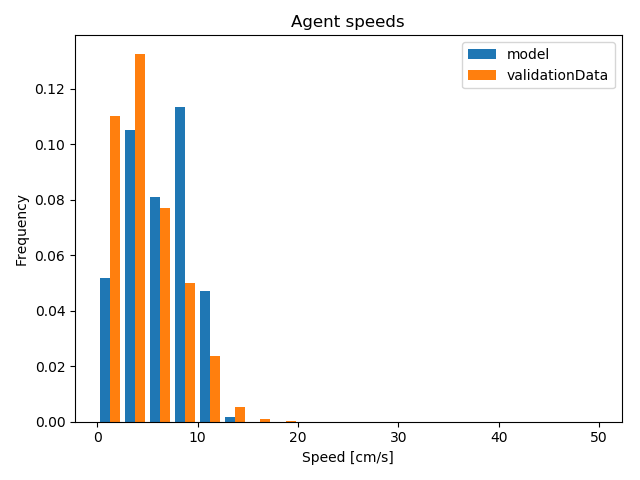 Agent speeds
model
validationData
Frequency
0.12
0.10
0.08
0.06
0.04
0.02
0.00
0 10 20 30 40 50
Speed [cm/s]